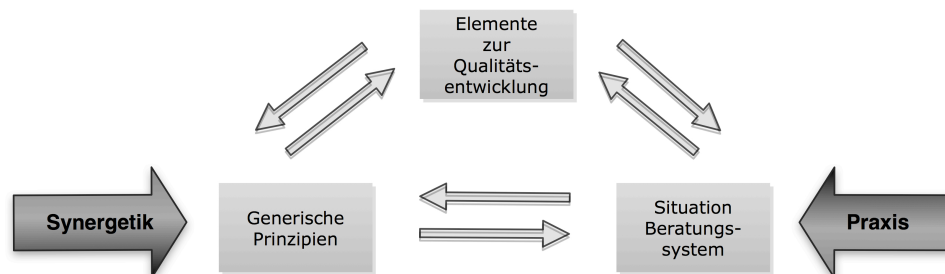 Elemente
zur
Qualitäts-
entwicklung
Synergetik
Generische
Prinzipien
Situation
Beratungs-
system
Praxis